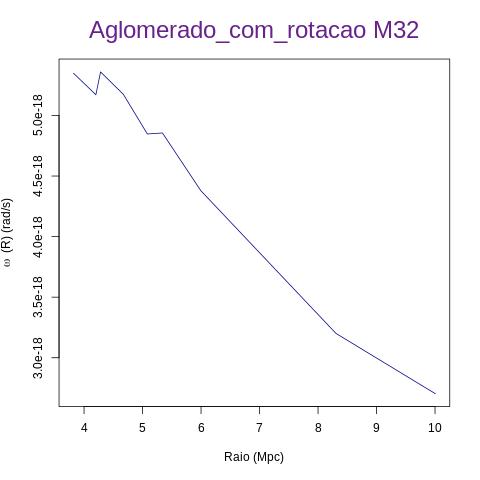 Aglomerado_com_rotacao M32
ω (R) (rad/s)
5.0e-18
4.5e-18
4.0e-18
3.5e-18
3.0e-18
4 5 6 7 8 9 10
Raio (Mpc)